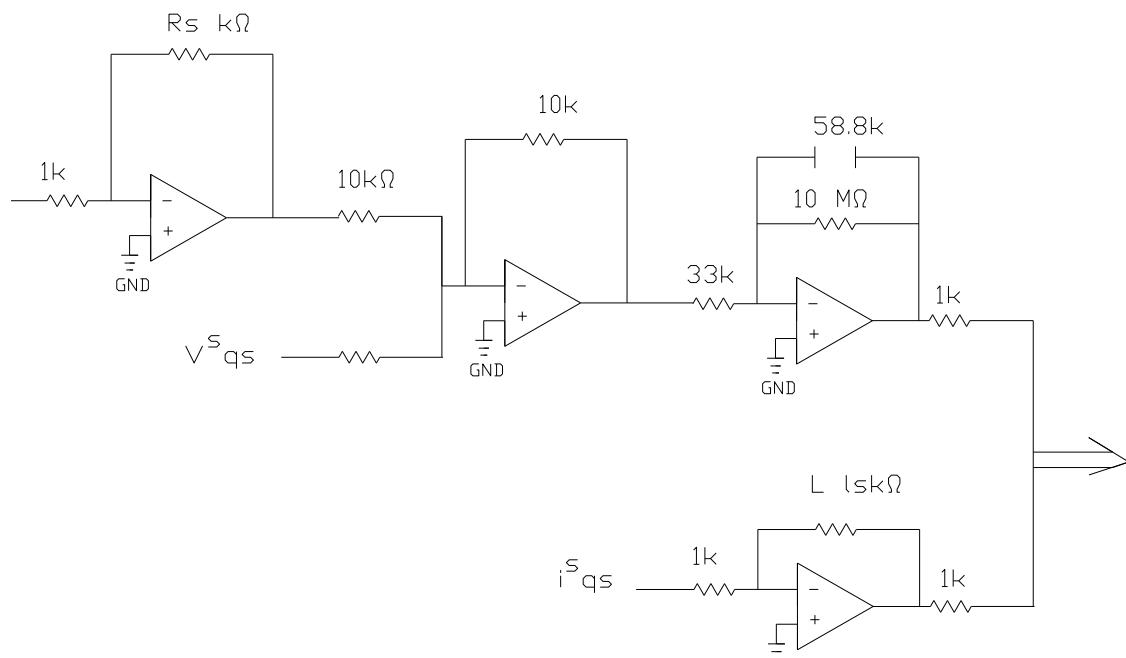 Rs kΩ
10k
58.8k
1k
10kΩ
10 MΩ
−
+
GND
33k
−
+
GND
1k
−
+
GND
V^s qs
L lskΩ
1k
i^s qs
1k
−
+